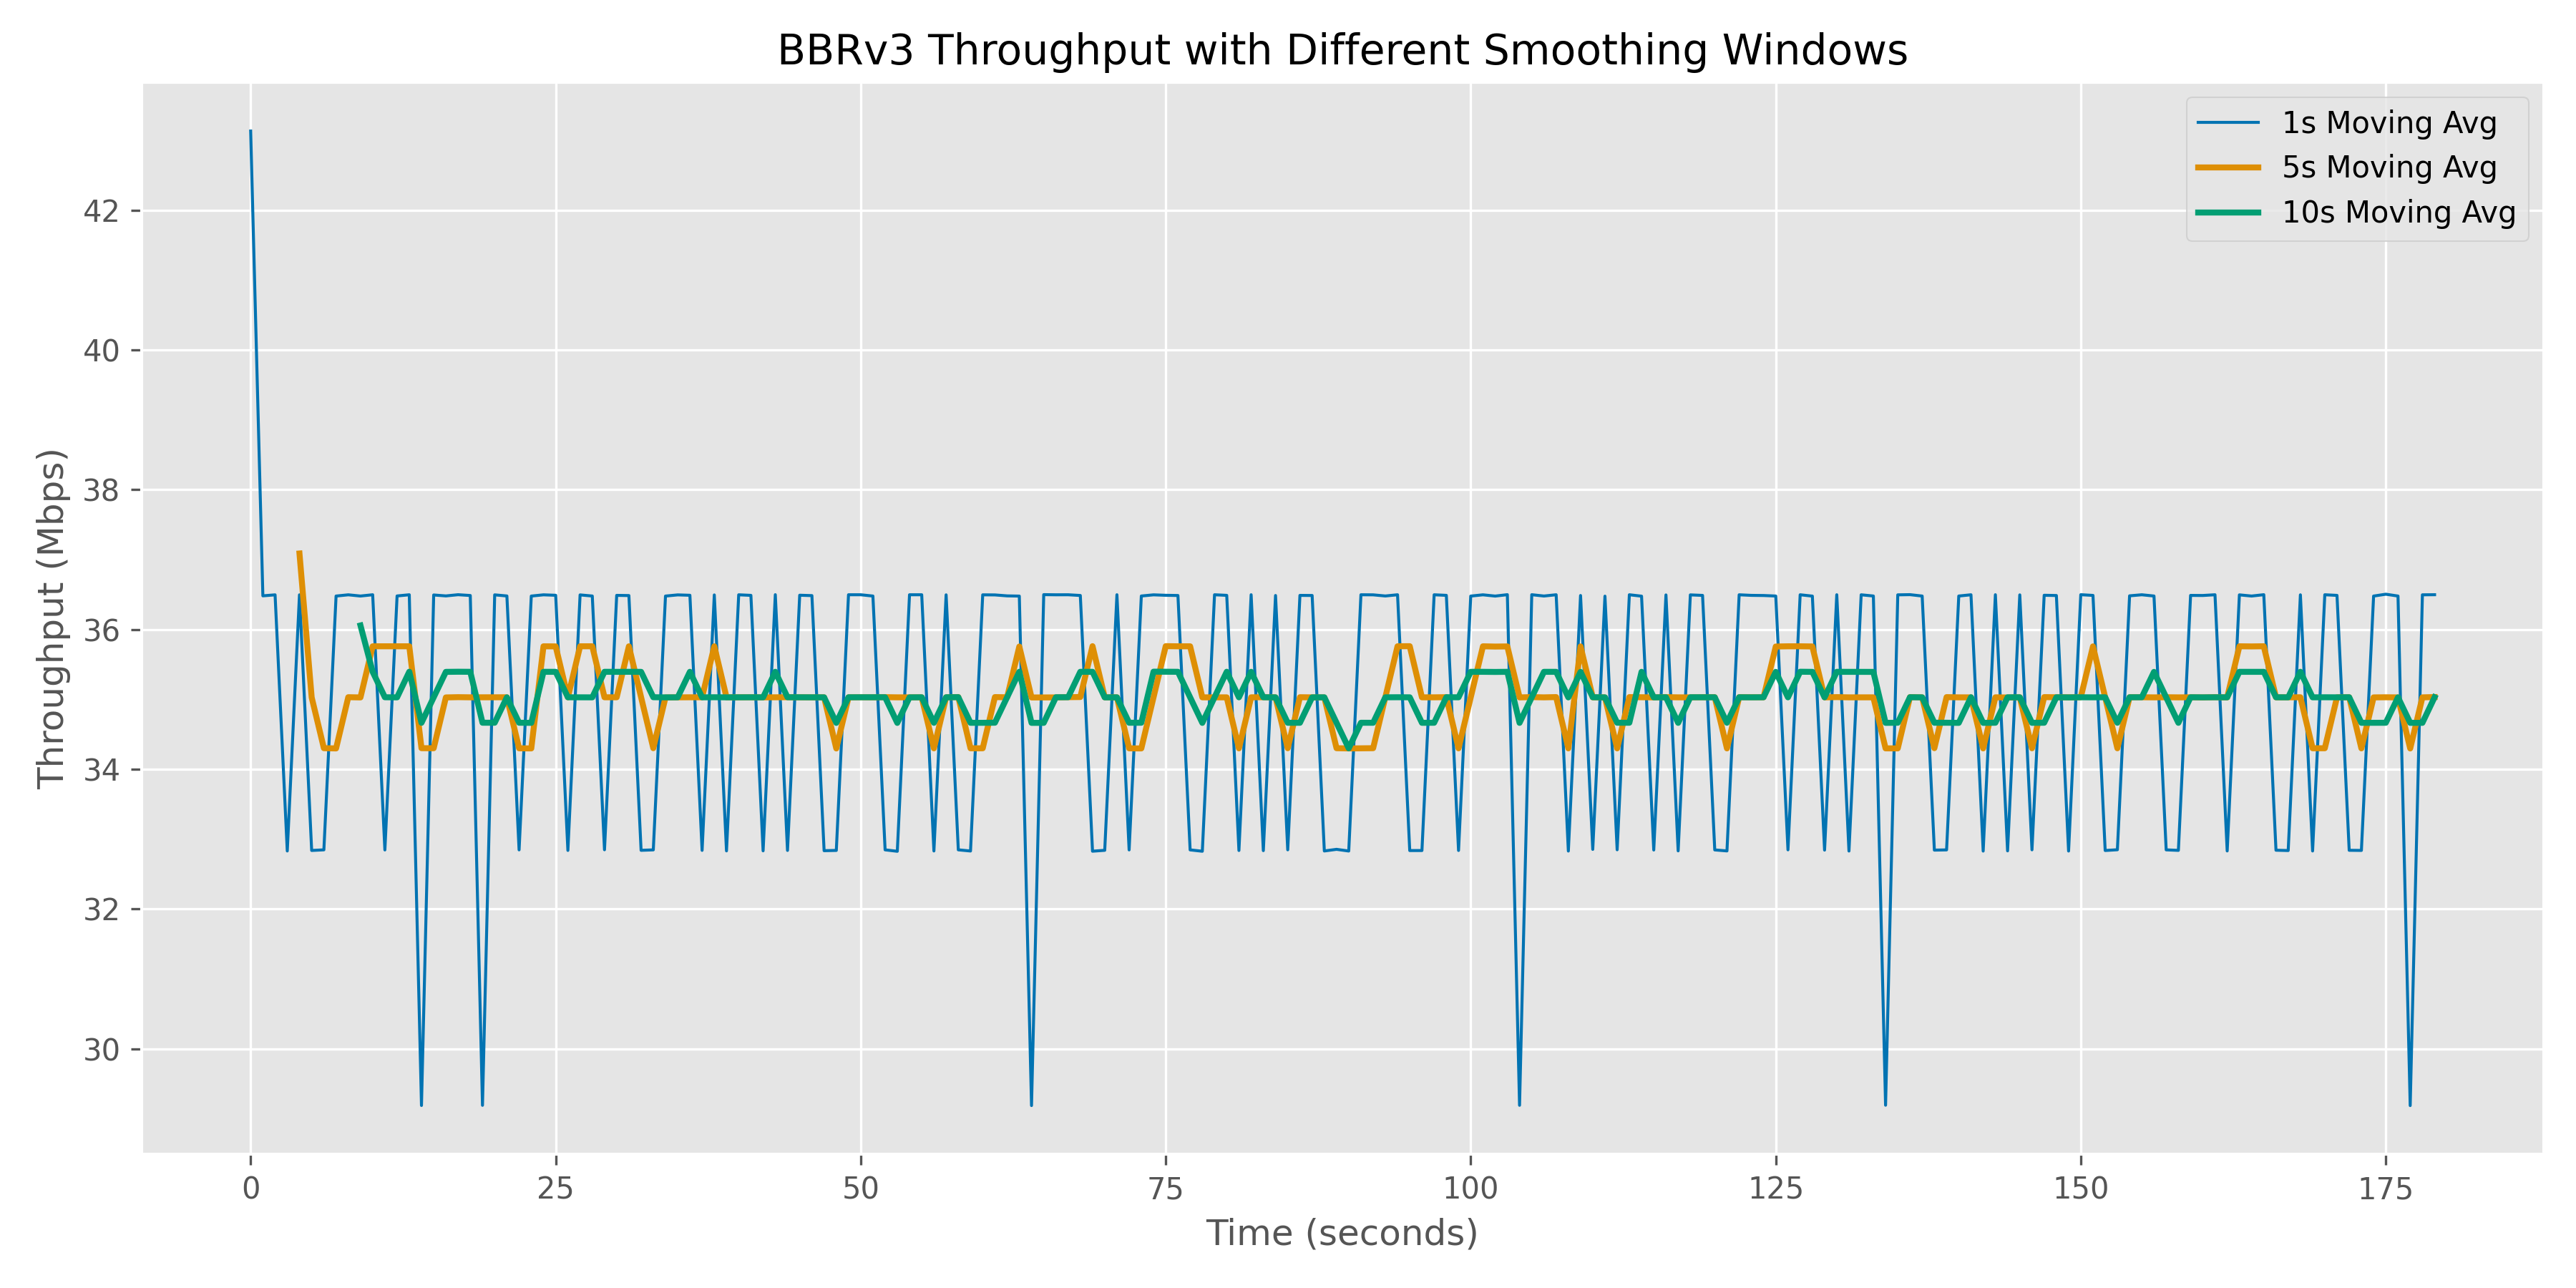 BBRv3 Throughput with Different Smoothing Windows
1s Moving Avg
5s Moving Avg
10s Moving Avg
Throughput (Mbps)
42
40
38
36
34
32
30
0 25 50 75 100 125 150 175
Time (seconds)